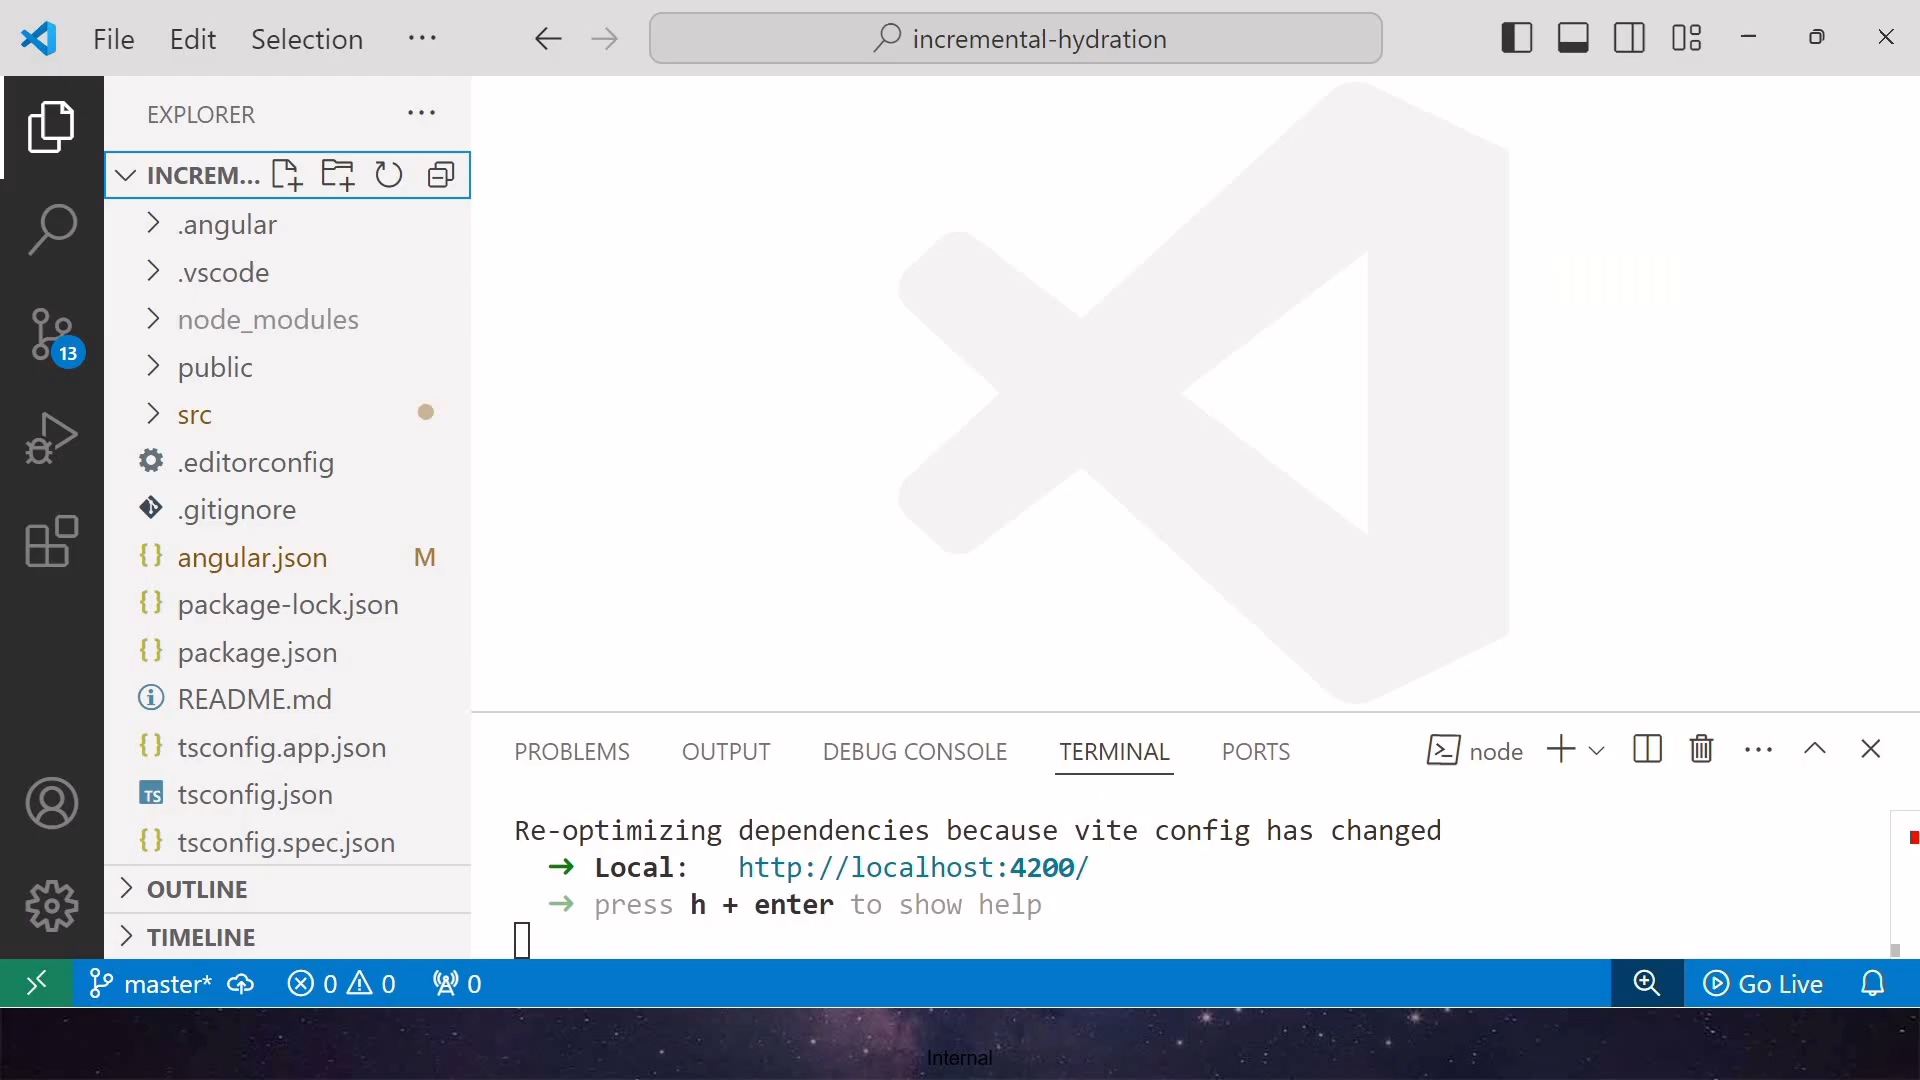 File Edit Selection ···
incremental-hydration
EXPLORER ···
INCREM...
.angular
.vscode
node_modules
public
src
.editorconfig
.gitignore
{} angular.json M
{} package-lock.json
{} package.json
README.md
{} tsconfig.app.json
TS tsconfig.json
{} tsconfig.spec.json
OUTLINE
TIMELINE
13
PROBLEMS OUTPUT DEBUG CONSOLE TERMINAL PORTS node ···
Re-optimizing dependencies because vite config has changed
➜ Local: http://localhost:4200/
➜ press h + enter to show help
master* 0 0 0 Go Live
Internal